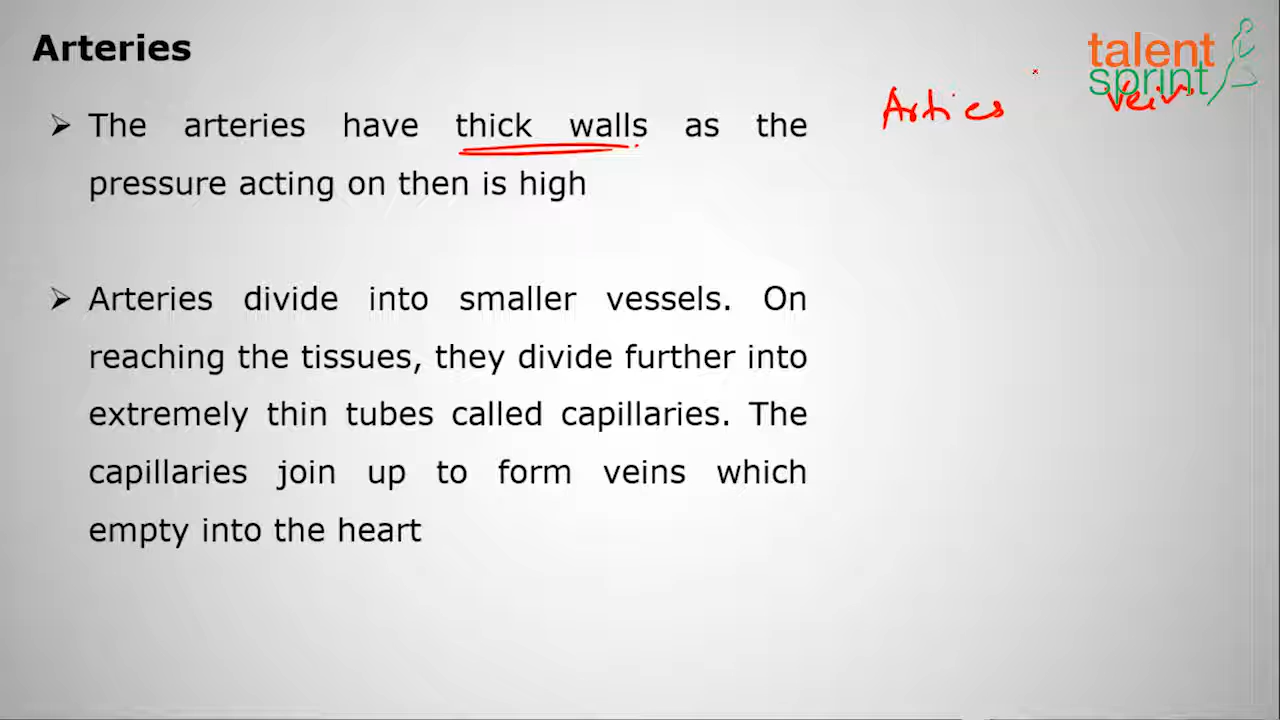 Arteries
talent
sprint
Arties Veins
➢ The arteries have thick walls as the
pressure acting on then is high
➢ Arteries divide into smaller vessels. On
reaching the tissues, they divide further into
extremely thin tubes called capillaries. The
capillaries join up to form veins which
empty into the heart